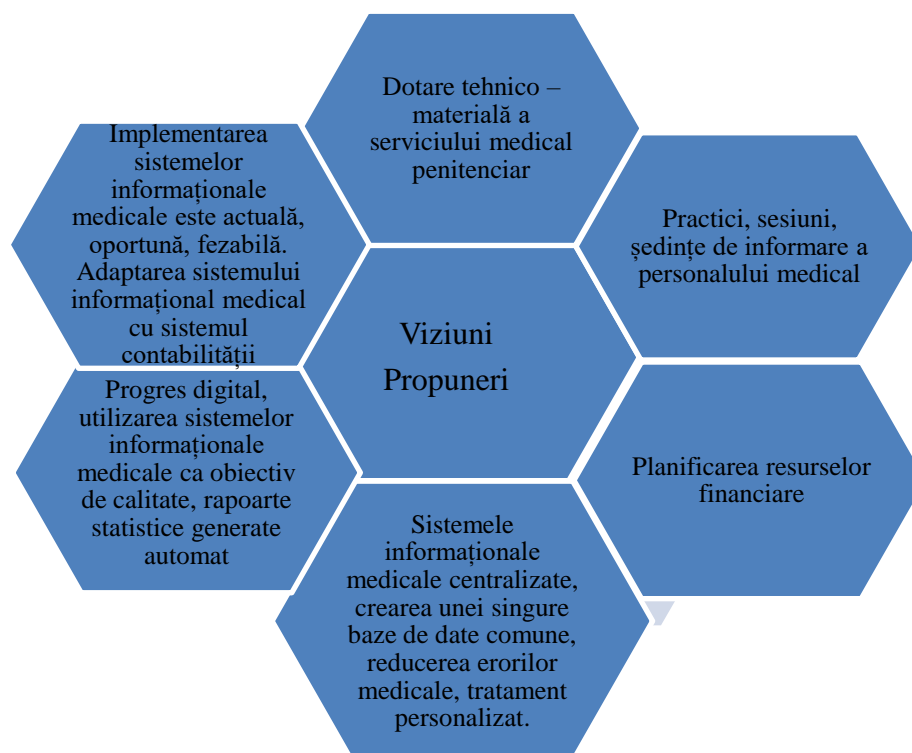 Dotare tehnico –
materială a
serviciului medical
penitenciar
Implementarea
sistemelor
informaționale
medicale este actuală,
oportună, fezabilă.
Adaptarea sistemului
informațional medical
cu sistemul
contabilității
Practici, sesiuni,
ședințe de informare a
personalului medical
Viziuni
Propuneri
Progres digital,
utilizarea sistemelor
informaționale
medicale ca obiectiv
de calitate, rapoarte
statistice generate
automat
Planificarea resurselor
financiare
Sistemele
informaționale
medicale centralizate,
crearea unei singure
baze de date comune,
reducerea erorilor
medicale, tratament
personalizat.